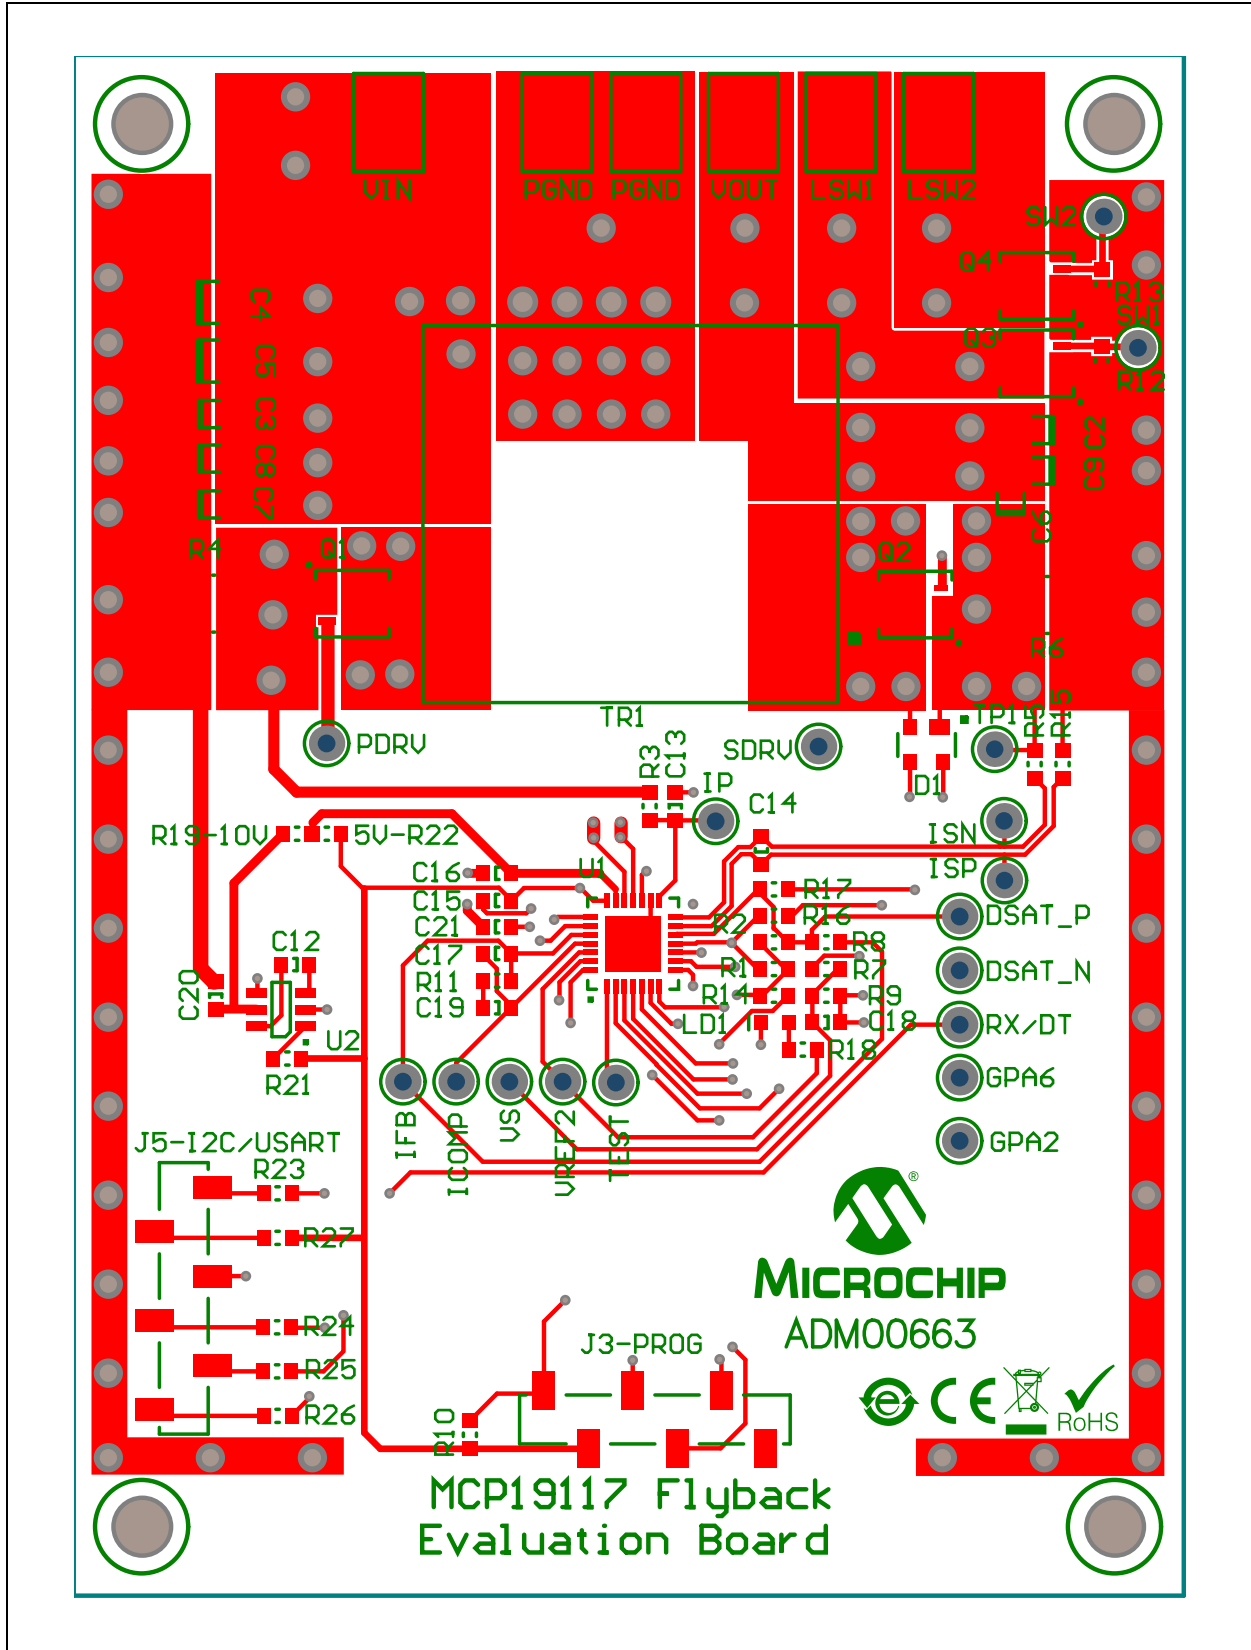 VIN PGND PGND VOUT LSW1 LSW2
SW2
Q4
R13
SW1
Q3
R12
C4
C5
C3
C8
C7
C2
C9
C6
R4 Q1 Q2
R6
TR1
PDRV SDRV TP1 R5 R15
R3 C13
IP
D1
C14
R19-10V 5V-R22
ISN
ISP
U1
C16
C15
C21
C17
R11
C19
R17
R16
R2
R8
R1
R7
R14
R9
LD1
C18
R18
DSAT_P
DSAT_N
RX/DT
GPA6
GPA2
C12
C20
U2
R21
IFB
ICOMP
VS
VREF2
TEST
J5-I2C/USART
R23
R27
R24
R25
R26
R10
J3-PROG
®
MICROCHIP
ADM00663
e CE RoHS
MCP19117 Flyback
Evaluation Board